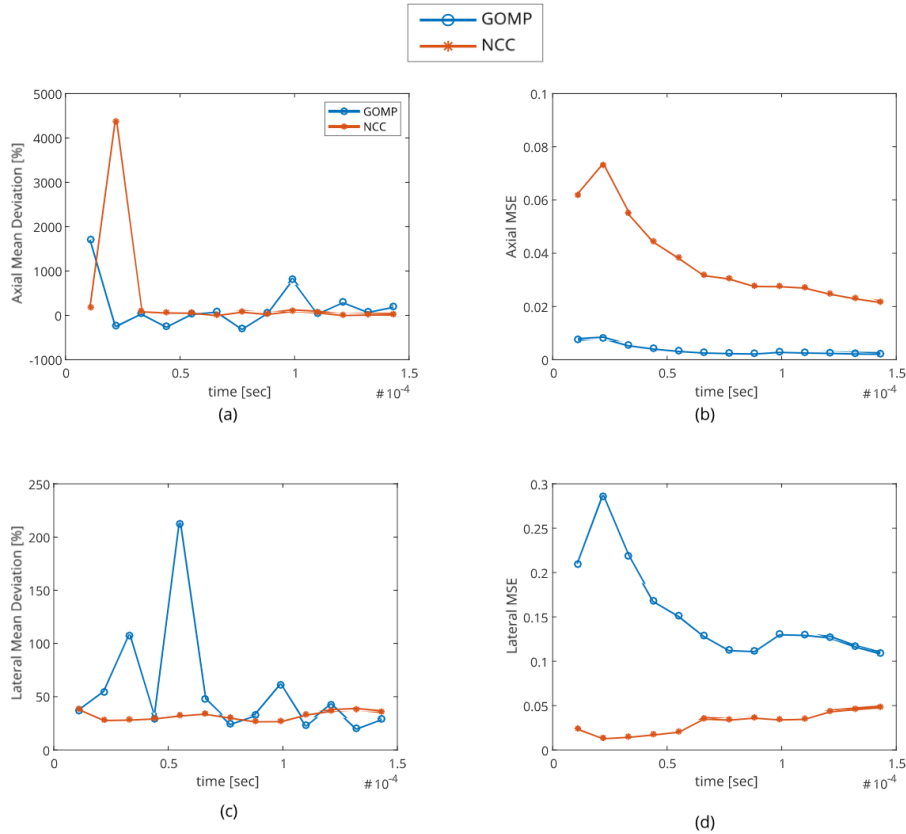 GOMP
NCC
5000
4000
3000
2000
1000
0
-1000
Axial Mean Deviation [%]
GOMP
NCC
0
0.5
1
1.5
time [sec]
# 10-4
(a)
0.1
0.08
0.06
0.04
0.02
0
Axial MSE
0
0.5
1
1.5
time [sec]
# 10-4
(b)
250
200
150
100
50
0
Lateral Mean Deviation [%]
0
0.5
1
1.5
time [sec]
# 10-4
(c)
0.3
0.25
0.2
0.15
0.1
0.05
0
Lateral MSE
0
0.5
1
1.5
time [sec]
# 10-4
(d)